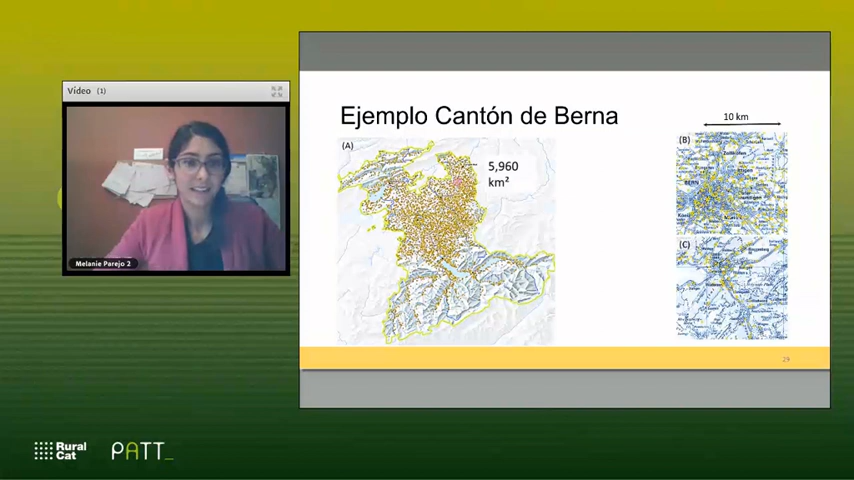 Vídeo (1)
Melanie Parejo 2
Ejemplo Cantón de Berna
(A)
5,960
km²
10 km
(B)
BERN
(C)
29
Rural
Cat
PATT_